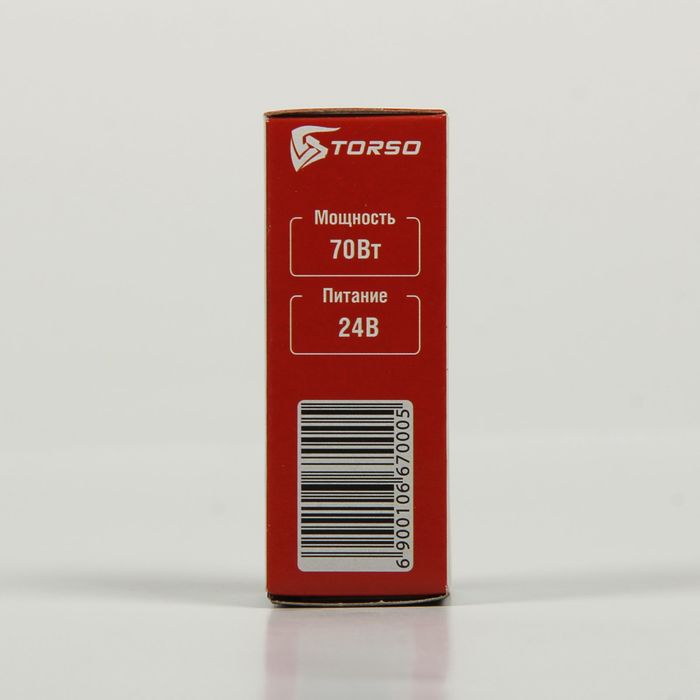 TORSO
Мощность
70Вт
Питание
24В
6 900106 670005